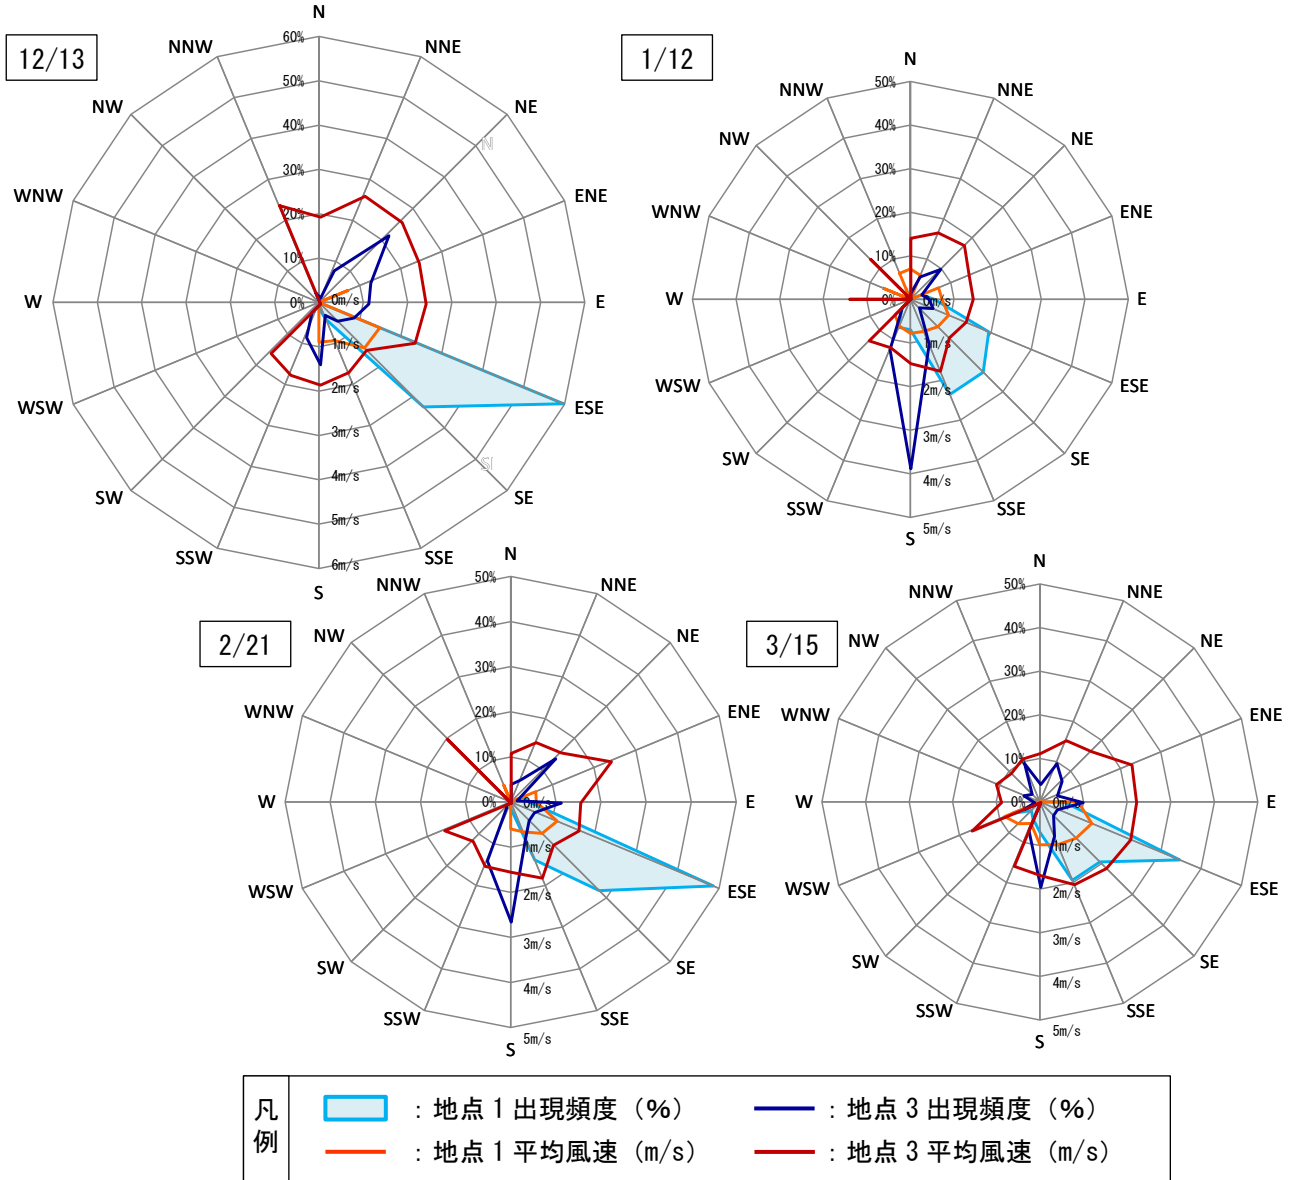 12/13
N
NNE
NE
ENE
E
ESE
SE
SSE
S
SSW
SW
WSW
W
WNW
NW
NNW
60%
50%
40%
30%
20%
10%
0%
0m/s
1m/s
2m/s
3m/s
4m/s
5m/s
6m/s
1/12
N
NNE
NE
ENE
E
ESE
SE
SSE
S
SSW
SW
WSW
W
WNW
NW
NNW
50%
40%
30%
20%
10%
0%
0m/s
1m/s
2m/s
3m/s
4m/s
5m/s
2/21
N
NNE
NE
ENE
E
ESE
SE
SSE
S
SSW
SW
WSW
W
WNW
NW
NNW
50%
40%
30%
20%
10%
0%
0m/s
1m/s
2m/s
3m/s
4m/s
5m/s
3/15
N
NNE
NE
ENE
E
ESE
SE
SSE
S
SSW
SW
WSW
W
WNW
NW
NNW
50%
40%
30%
20%
10%
0%
0m/s
1m/s
2m/s
3m/s
4m/s
5m/s
凡例
：地点１出現頻度（％）
：地点３出現頻度（％）
：地点１平均風速（m/s）
：地点３平均風速（m/s）